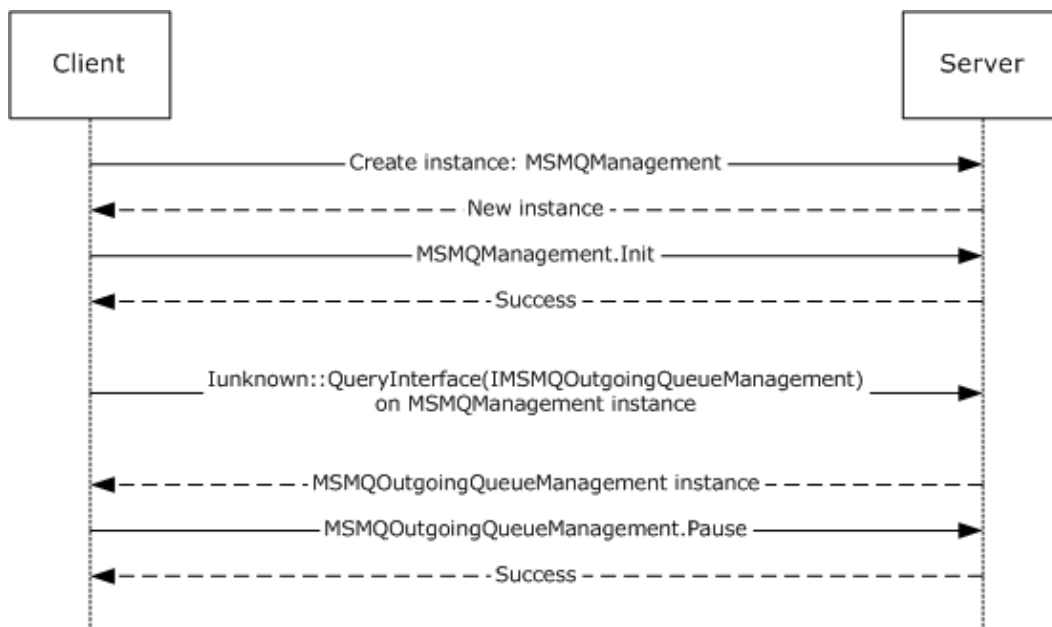 Client
Server
Create instance: MSMQManagement
New instance
MSMQManagement.Init
Success
Iunknown::QueryInterface(IMSMQOutgoingQueueManagement)
on MSMQManagement instance
MSMQOutgoingQueueManagement instance
MSMQOutgoingQueueManagement.Pause
Success